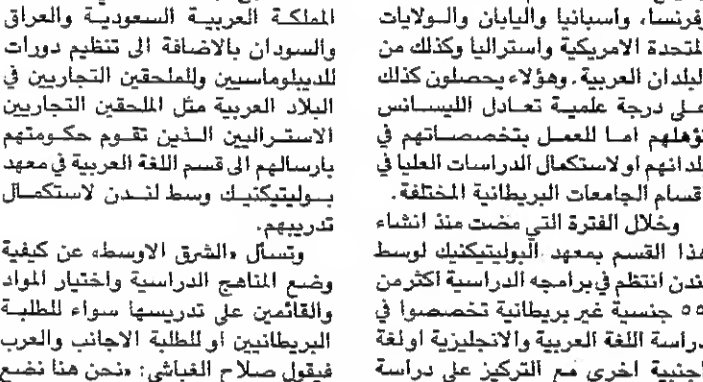 وفرنسا، واسبانيا واليابان والولايات
المتحدة الامريكية واستراليا وكذلك من
البلدان العربية. وهؤلاء يحصلون كذلك
على درجة علمية تعادل الليسانس
تؤهلهم اما للعمل بتخصصاتهم في
بلدانهم او لاستكمال الدراسات العليا في
اقسام الجامعات البريطانية المختلفة.
وخلال الفترة التي مضت منذ انشاء
هذا القسم بمعهد البوليتيكنيك لوسط
لندن انتظم في برامجه الدراسية اكثر من
٥٥ جنسية غير بريطانية تخصصوا في
دراسة اللغة العربية والانجليزية او لغة
اجنبية اخرى مع التركيز على دراسة
المملكة العربية السعودية والعراق
والسودان بالاضافة الى تنظيم دورات
للديبلوماسيين وللملحقين التجاريين في
البلاد العربية مثل الملحقين التجاريين
الاستراليين الذين تقوم حكومتهم
بارسالهم الى قسم اللغة العربية في معهد
بوليتيكنيك وسط لندن لاستكمال
تدريبهم.
وتسأل «الشرق الاوسط» عن كيفية
وضع المناهج الدراسية واختيار المواد
والقائمين على تدريسها سواء للطلبة
البريطانيين أو للطلبة الاجانب والعرب
فيقول صلاح الغباشي: «نحن هنا نضع